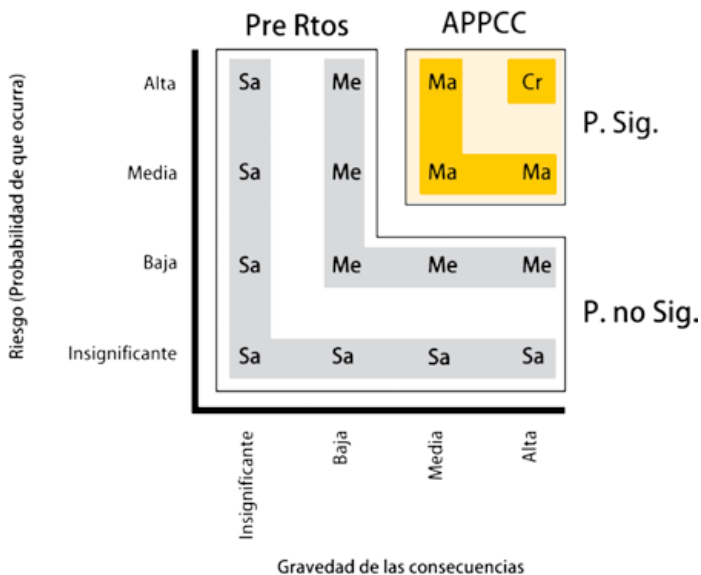 Pre Rtos
APPCC
Riesgo (Probabilidad de que ocurra)
Alta
Sa
Me
Ma
Cr
P. Sig.
Media
Sa
Me
Ma
Ma
Baja
Sa
Me
Me
Me
P. no Sig.
Insignificante
Sa
Sa
Sa
Sa
Insignificante
Baja
Media
Alta
Gravedad de las consecuencias